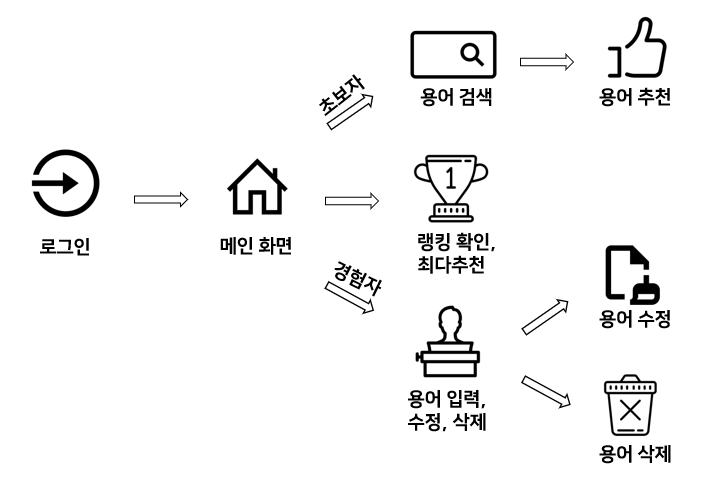 로그인
메인 화면
초보자
용어 검색
용어 추천
1
랭킹 확인,
최다추천
경험자
용어 입력,
수정, 삭제
용어 수정
용어 삭제